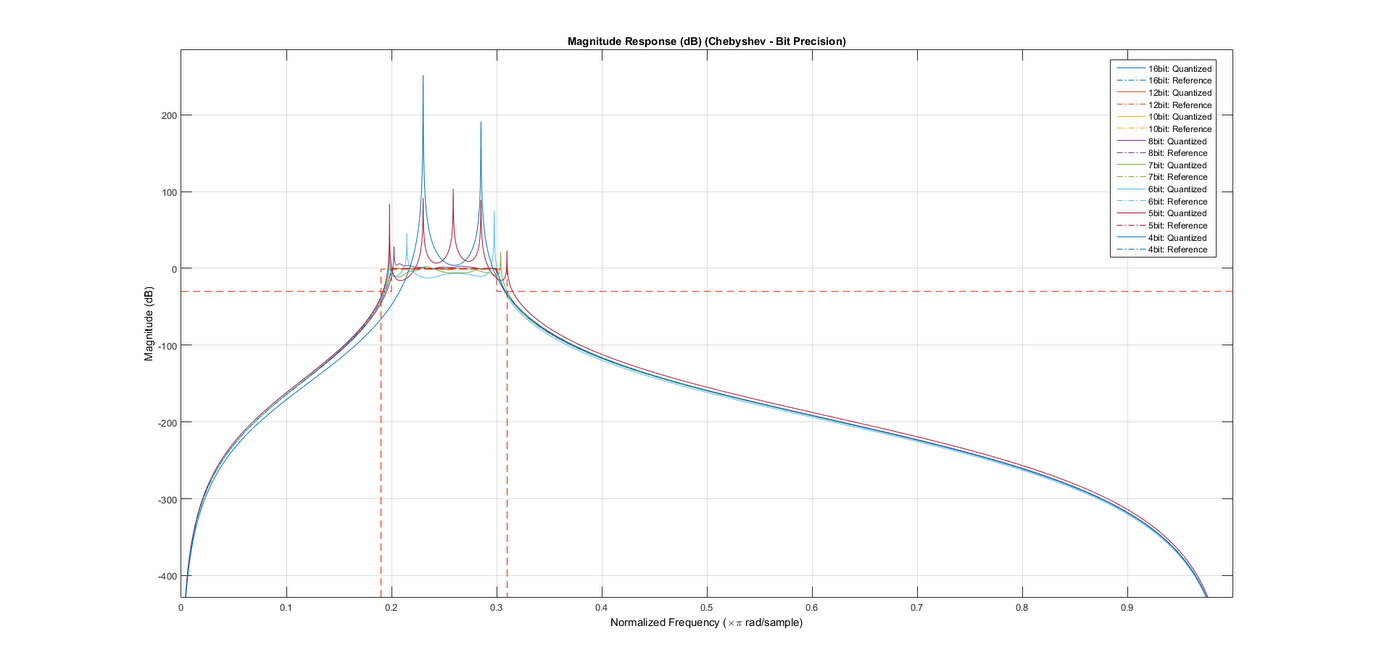 Magnitude Response (dB) (Chebyshev - Bit Precision)
16bit: Quantized
16bit: Reference
12bit: Quantized
12bit: Reference
10bit: Quantized
10bit: Reference
8bit: Quantized
8bit: Reference
7bit: Quantized
7bit: Reference
6bit: Quantized
6bit: Reference
5bit: Quantized
5bit: Reference
4bit: Quantized
4bit: Reference
200
100
0
-100
-200
-300
-400
Magnitude (dB)
0 0.1 0.2 0.3 0.4 0.5 0.6 0.7 0.8 0.9
Normalized Frequency (×π rad/sample)